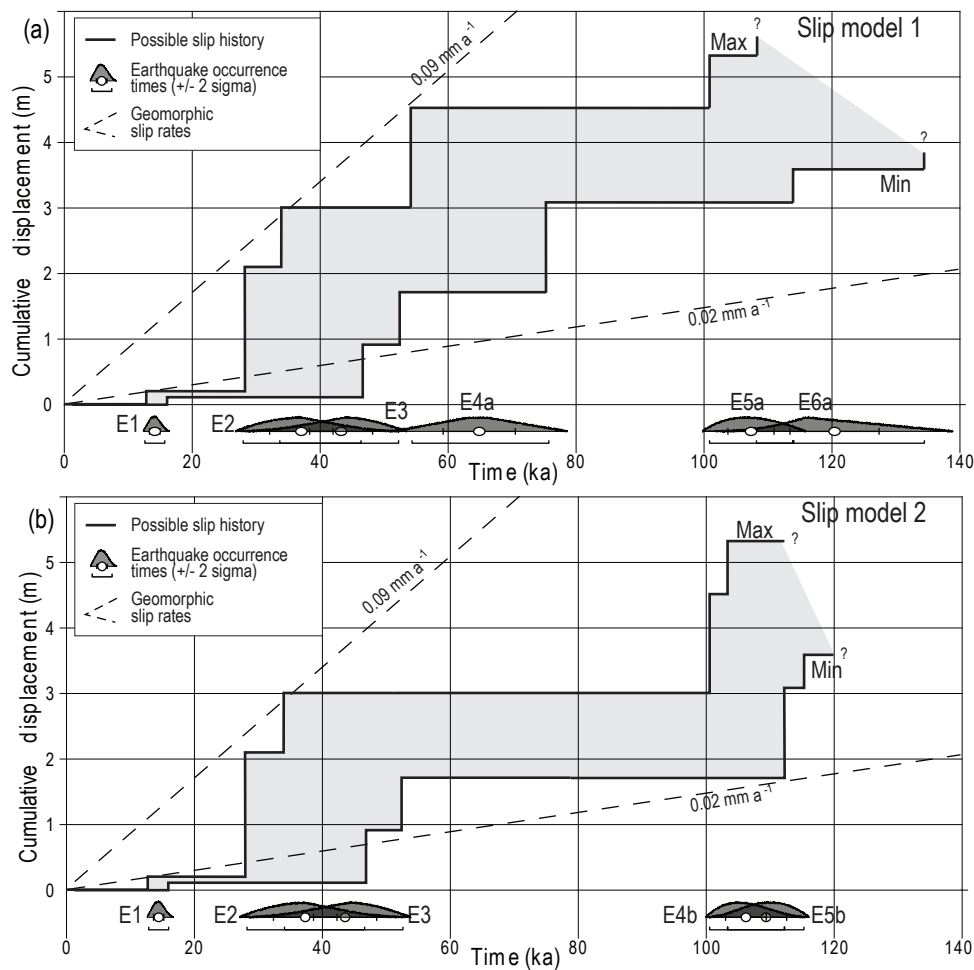 (a)
Possible slip history
Earthquake occurrence
times (+/- 2 sigma)
Geomorphic
slip rates
0.09 mm a⁻¹
Slip model 1
Max
?
?
Min
0.02 mm a⁻¹
Cumulative displacement (m)
5
4
3
2
1
0
E1
E2
E3
E4a
E5a
E6a
0 20 40 60 80 100 120 140
Time (ka)
(b)
Possible slip history
Earthquake occurrence
times (+/- 2 sigma)
Geomorphic
slip rates
0.09 mm a⁻¹
Slip model 2
Max
?
?
Min
0.02 mm a⁻¹
Cumulative displacement (m)
5
4
3
2
1
0
E1
E2
E3
E4b
E5b
0 20 40 60 80 100 120 140
Time (ka)